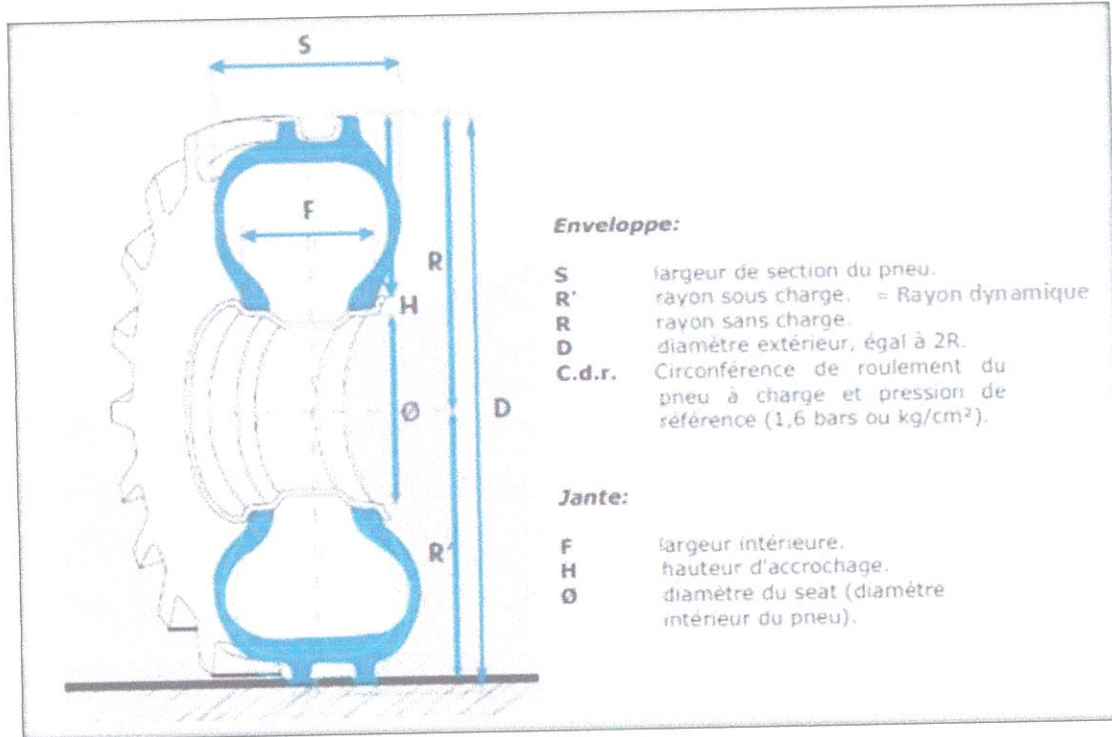 S
F
R
H
Ø
D
R'
Enveloppe:
S largeur de section du pneu.
R' rayon sous charge. = Rayon dynamique
R rayon sans charge.
D diamètre extérieur, égal à 2R.
C.d.r. Circonférence de roulement du
pneu à charge et pression de
référence (1,6 bars ou kg/cm²).
Jante:
F largeur intérieure.
H hauteur d'accrochage.
Ø diamètre du seat (diamètre
intérieur du pneu).